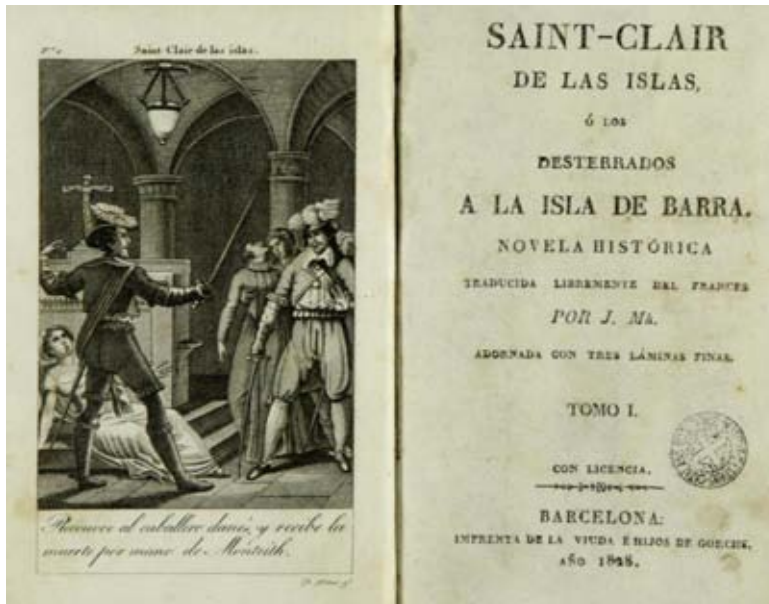 Saint-Clair de las islas.
Reconoce al caballero danés, y recibe la
muerte por mano de Monteith.
SAINT-CLAIR
DE LAS ISLAS,
ó LOS
DESTERRADOS
A LA ISLA DE BARRA.
NOVELA HISTÓRICA
TRADUCIDA LIBREMENTE DEL FRANCES
POR J. Mh.
ADORNADA CON TRES LÁMINAS FINAS.
TOMO I.
CON LICENCIA.
BARCELONA:
IMPRENTA DE LA VIUDA É HIJOS DE GORCHS.
AÑO 1828.